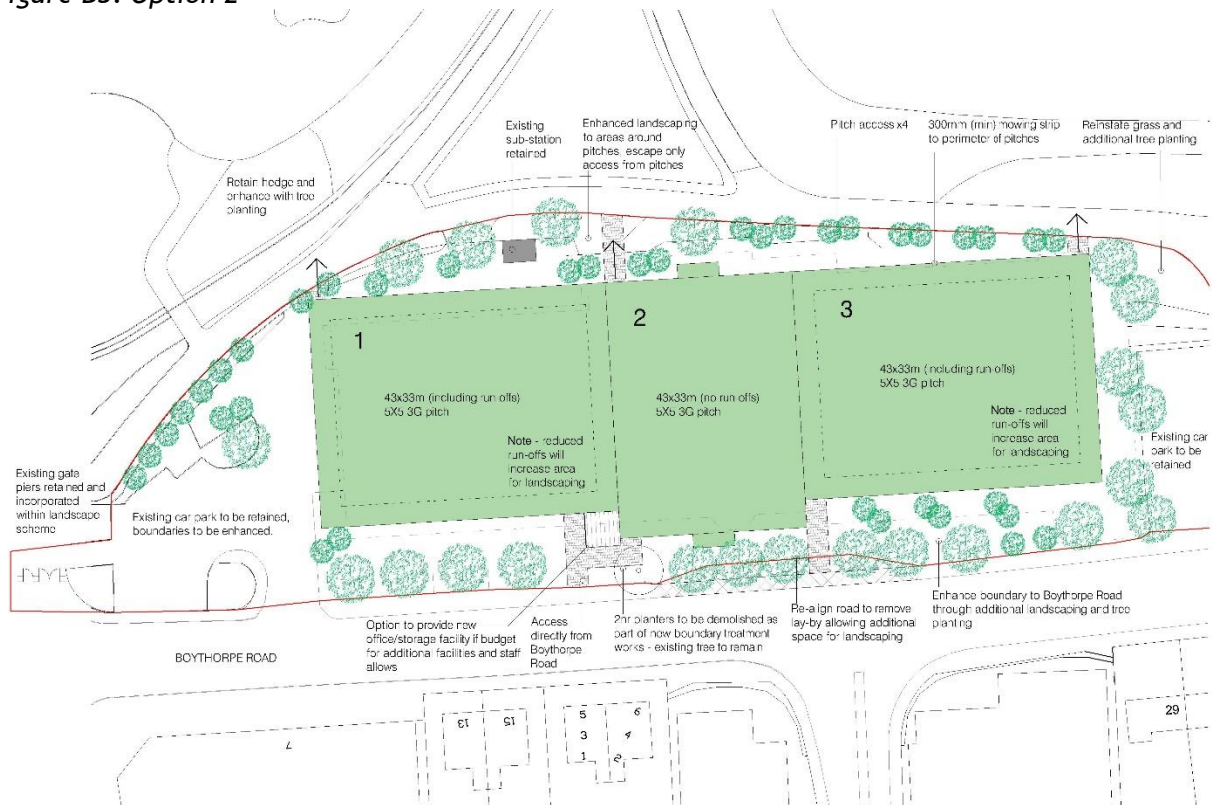 Figure B3: Option 2
Existing
sub-station
retained
Enhanced landscaping
to areas around
pitches, escape only
access from pitches
Pitch access x4
300mm (min) mowing strip
to perimeter of pitches
Reinstate grass and
additional tree planting
Retain hedge and
enhance with tree
planting
1
43x33m (including run offs)
5X5 3G pitch
Note - reduced
run-offs will
increase area
for landscaping
2
43x33m (no run offs)
5X5 3G pitch
3
43x33m (including run-offs)
5X5 3G pitch
Note - reduced
run-offs will
increase area
for landscaping
Existing car
park to be
retained
Existing gate
piers retained and
incorporated
within landscape
scheme
Existing car park to be retained,
boundaries to be enhanced.
Option to provide new
office/storage facility if budget
for additional facilities and staff
allows
Access
directly from
Boythorpe
Road
2nr planters to be demolished as
part of new boundary treatment
works - existing tree to remain
Re-align road to remove
lay-by allowing additional
space for landscaping
Enhance boundary to Boythorpe Road
through additional landscaping and tree
planting
BOYTHORPE ROAD
7
13
15
5
3
1
6
4
2
29